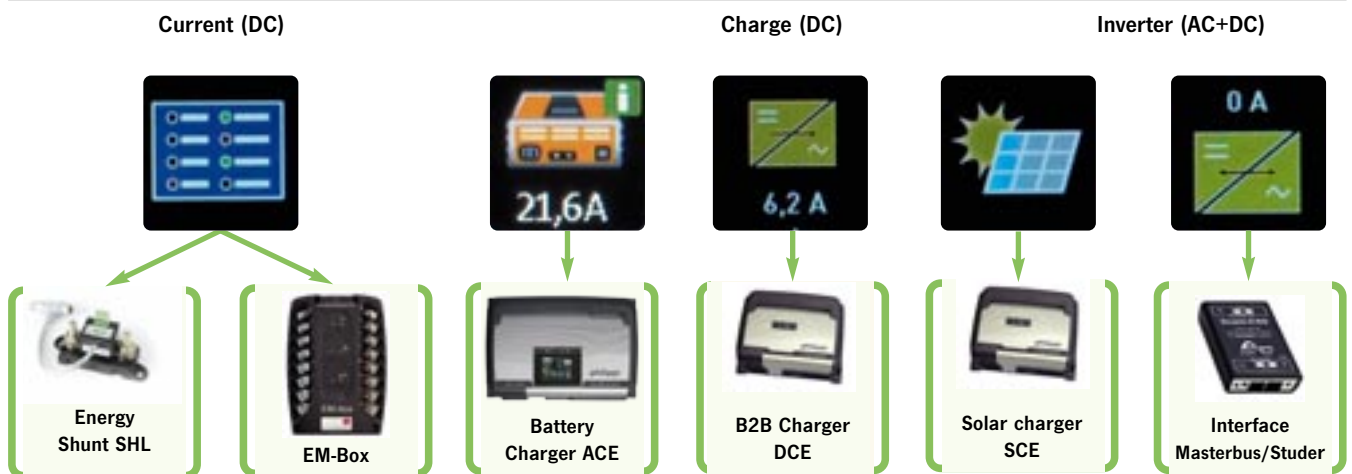 Current (DC)
Charge (DC)
Inverter (AC+DC)
21,6A
6,2 A
0 A
Energy
Shunt SHL
EM-Box
Battery
Charger ACE
B2B Charger
DCE
Solar charger
SCE
Interface
Masterbus/Studer